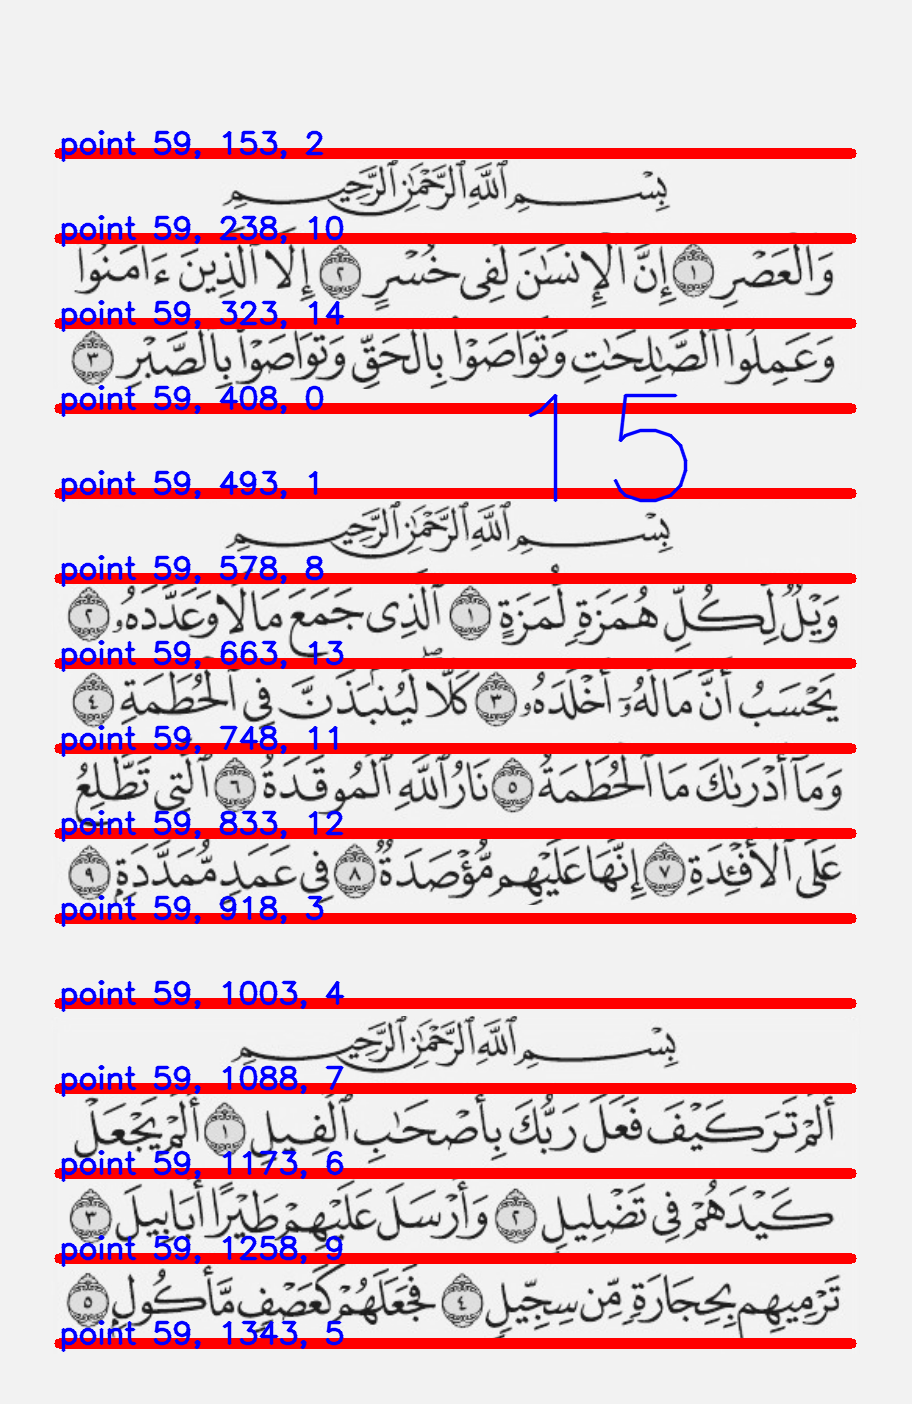 point 59, 153, 2
بِسْمِ ٱللَّهِ ٱلرَّحْمَٰنِ ٱلرَّحِيمِ
point 59, 238, 10
وَٱلْعَصْرِ ١ إِنَّ ٱلْإِنسَٰنَ لَفِى خُسْرٍ ٢ إِلَّا ٱلَّذِينَ ءَامَنُوا۟
point 59, 323, 14
وَعَمِلُوا۟ ٱلصَّٰلِحَٰتِ وَتَوَاصَوْا۟ بِٱلْحَقِّ وَتَوَاصَوْا۟ بِٱلصَّبْرِ ٣
point 59, 408, 0
15
point 59, 493, 1
بِسْمِ ٱللَّهِ ٱلرَّحْمَٰنِ ٱلرَّحِيمِ
point 59, 578, 8
وَيْلٌ لِّكُلِّ هُمَزَةٍ لُّمَزَةٍ ١ ٱلَّذِى جَمَعَ مَالًا وَعَدَّدَهُۥ ٢
point 59, 663, 13
يَحْسَبُ أَنَّ مَالَهُۥٓ أَخْلَدَهُۥ ٣ كَلَّا ۖ لَيُنۢبَذَنَّ فِى ٱلْحُطَمَةِ ٤
point 59, 748, 11
وَمَآ أَدْرَىٰكَ مَا ٱلْحُطَمَةُ ٥ نَارُ ٱللَّهِ ٱلْمُوقَدَةُ ٦ ٱلَّتِى تَطَّلِعُ
point 59, 833, 12
عَلَى ٱلْأَفْـِٔدَةِ ٧ إِنَّهَا عَلَيْهِم مُّؤْصَدَةٌ ٨ فِى عَمَدٍ مُّمَدَّدَةٍۭ ٩
point 59, 918, 3
point 59, 1003, 4
بِسْمِ ٱللَّهِ ٱلرَّحْمَٰنِ ٱلرَّحِيمِ
point 59, 1088, 7
أَلَمْ تَرَ كَيْفَ فَعَلَ رَبُّكَ بِأَصْحَٰبِ ٱلْفِيلِ ١ أَلَمْ يَجْعَلْ
point 59, 1173, 6
كَيْدَهُمْ فِى تَضْلِيلٍ ٢ وَأَرْسَلَ عَلَيْهِمْ طَيْرًا أَبَابِيلَ ٣
point 59, 1258, 9
تَرْمِيهِم بِحِجَارَةٍ مِّن سِجِّيلٍ ٤ فَجَعَلَهُمْ كَعَصْفٍ مَّأْكُولٍۭ ٥
point 59, 1343, 5